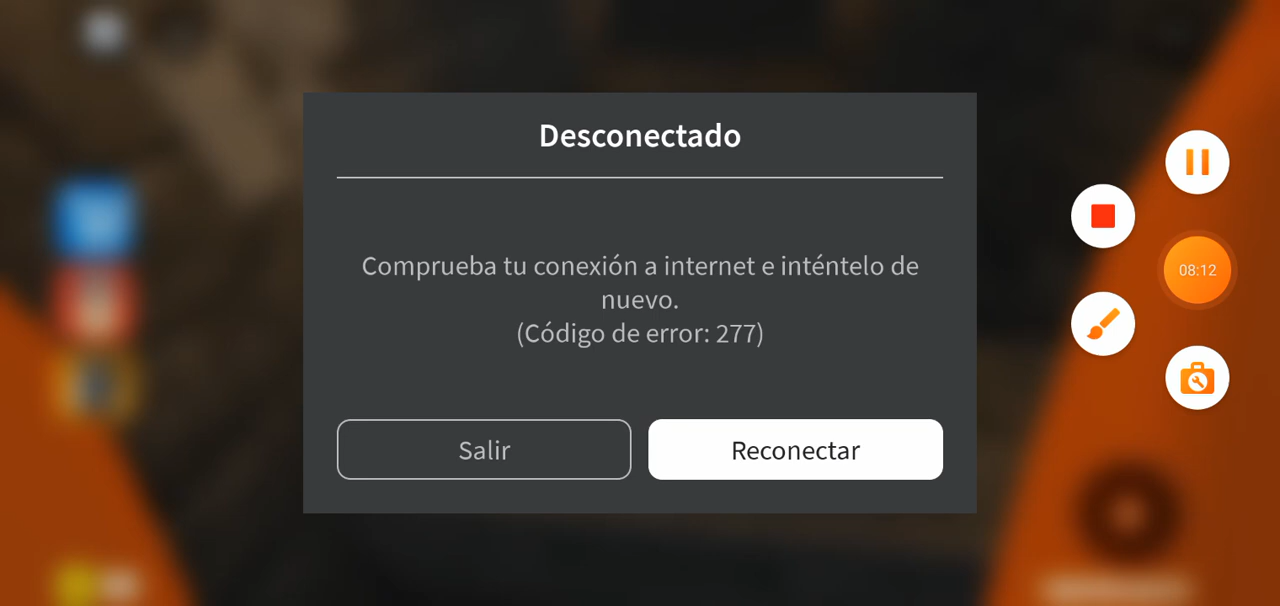 Desconectado
Comprueba tu conexión a internet e inténtelo de
nuevo.
(Código de error: 277)
Salir
Reconectar
08:12